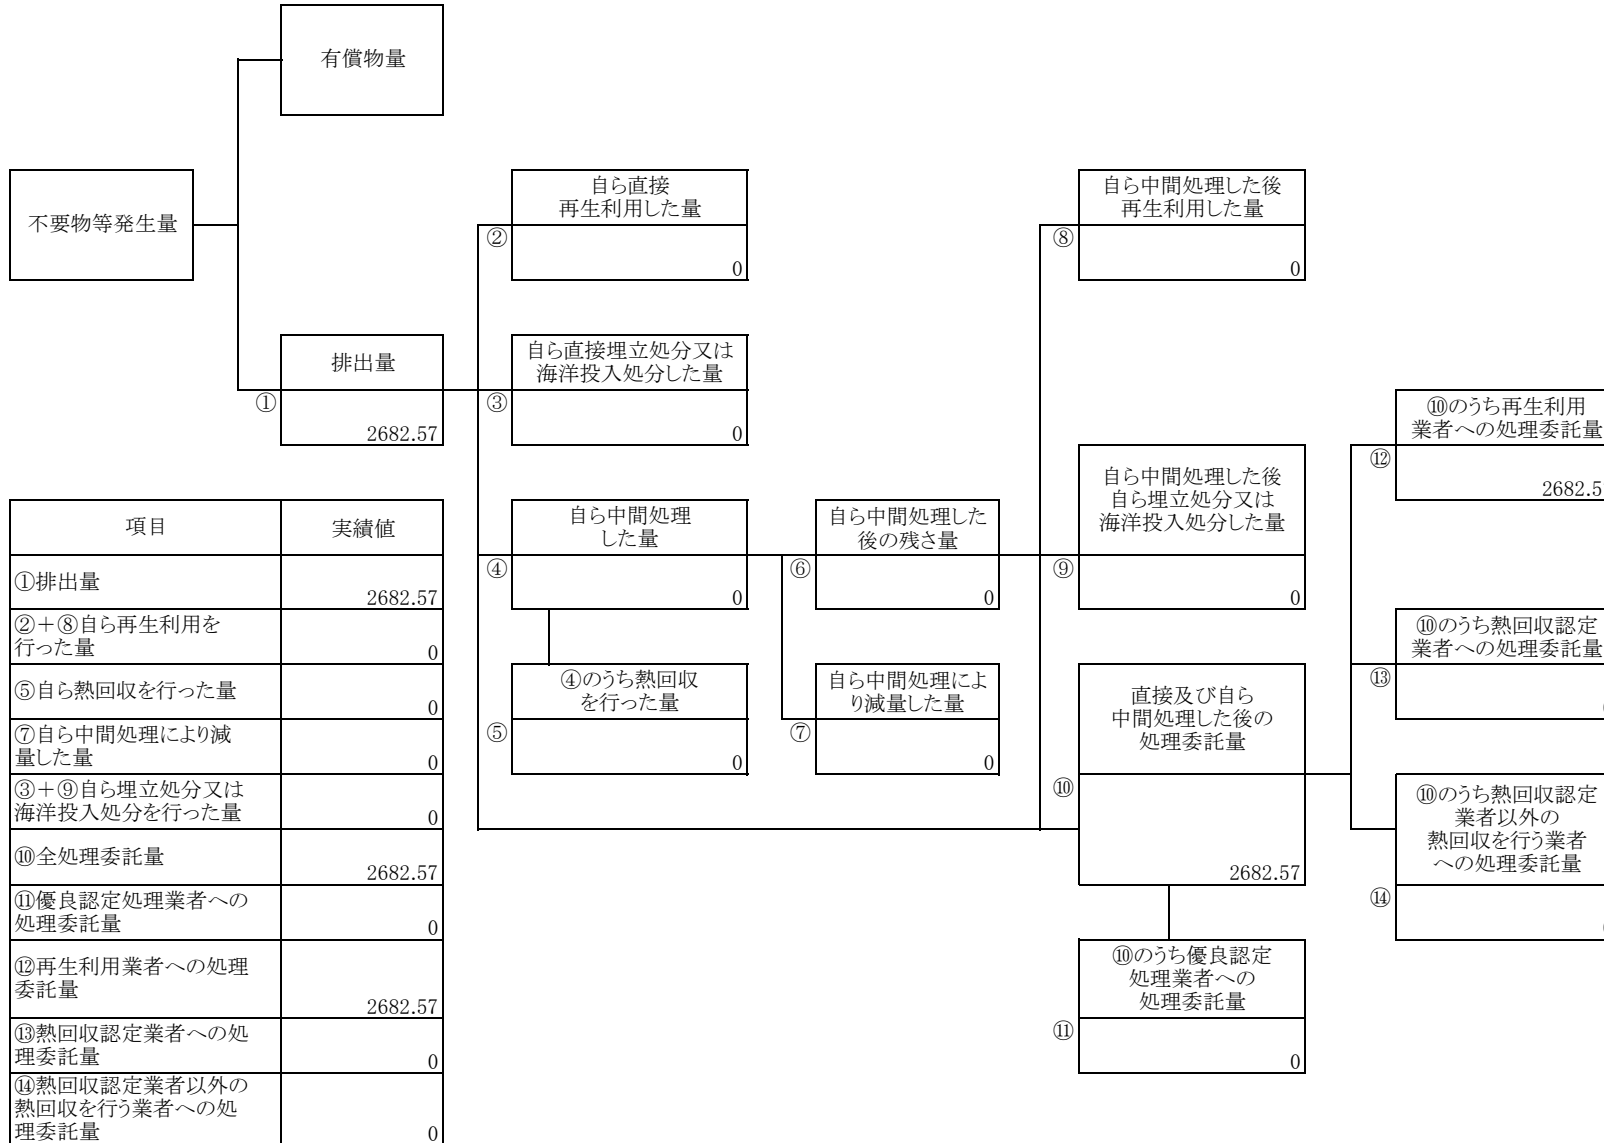 有償物量
不要物等発生量
自ら直接
再生利用した量
②
0
自ら中間処理した後
再生利用した量
⑧
0
排出量
①
2682.57
自ら直接埋立処分又は
海洋投入処分した量
③
0
⑩のうち再生利用
業者への処理委託量
⑫
2682.5
自ら中間処理した後
自ら埋立処分又は
海洋投入処分した量
⑨
0
自ら中間処理
した量
④
0
自ら中間処理した
後の残さ量
⑥
0
④のうち熱回収
を行った量
⑤
0
自ら中間処理によ
り減量した量
⑦
0
直接及び自ら
中間処理した後の
処理委託量
⑩
2682.57
⑩のうち熱回収認定
業者への処理委託量
⑬
⑩のうち熱回収認定
業者以外の
熱回収を行う業者
への処理委託量
⑭
⑩のうち優良認定
処理業者への
処理委託量
⑪
0
項目
実績値
①排出量
2682.57
②+⑧自ら再生利用を
行った量
0
⑤自ら熱回収を行った量
0
⑦自ら中間処理により減
量した量
0
③+⑨自ら埋立処分又は
海洋投入処分を行った量
0
⑩全処理委託量
2682.57
⑪優良認定処理業者への
処理委託量
0
⑫再生利用業者への処理
委託量
2682.57
⑬熱回収認定業者への処
理委託量
0
⑭熱回収認定業者以外の
熱回収を行う業者への処
理委託量
0